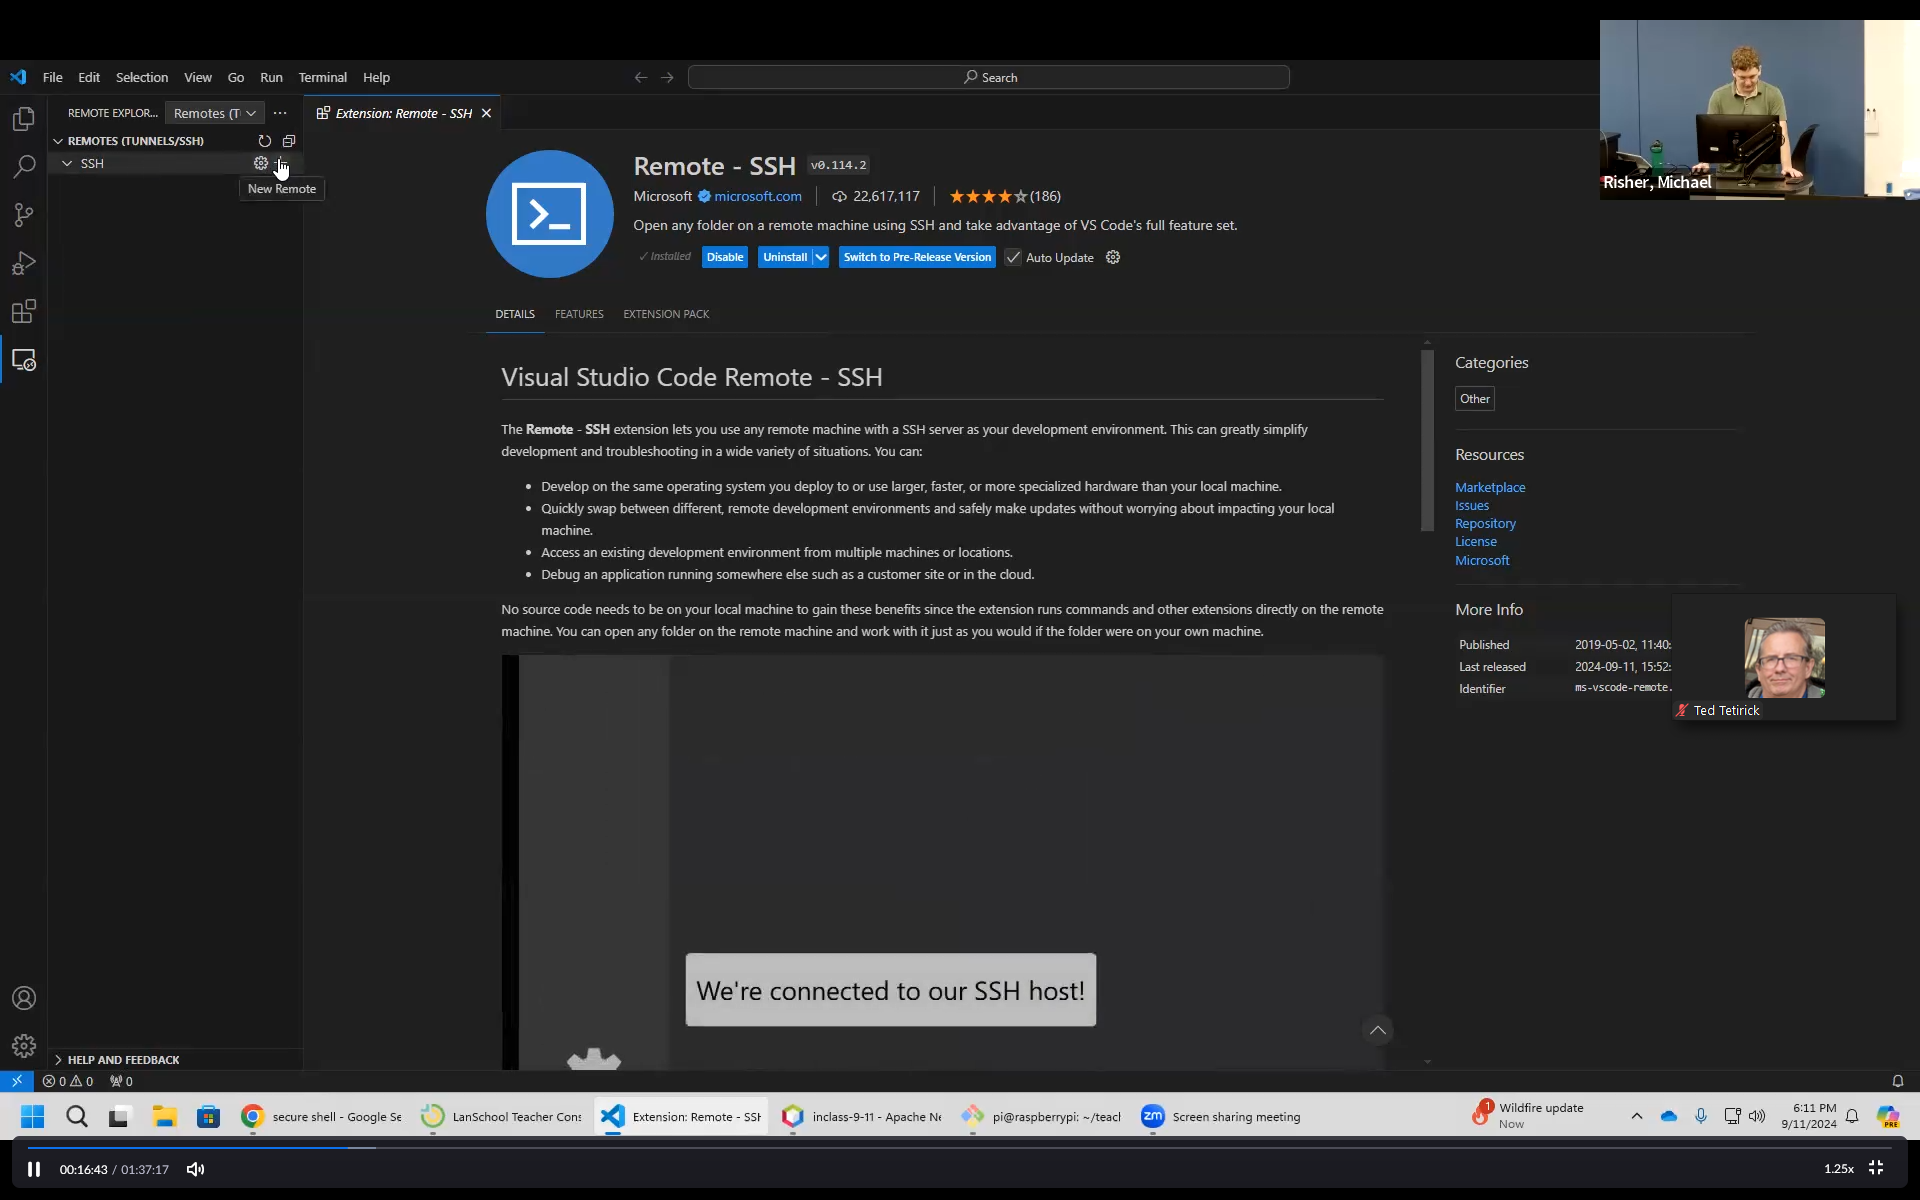 File Edit Selection View Go Run Terminal Help
Search
REMOTE EXPLOR... Remotes (T
Extension: Remote - SSH
REMOTES (TUNNELS/SSH)
SSH
New Remote
Remote - SSH v0.114.2
Microsoft microsoft.com 22,617,117 (186)
Open any folder on a remote machine using SSH and take advantage of VS Code's full feature set.
Installed Disable Uninstall Switch to Pre-Release Version Auto Update
DETAILS FEATURES EXTENSION PACK
Visual Studio Code Remote - SSH
The Remote - SSH extension lets you use any remote machine with a SSH server as your development environment. This can greatly simplify
development and troubleshooting in a wide variety of situations. You can:
Develop on the same operating system you deploy to or use larger, faster, or more specialized hardware than your local machine.
Quickly swap between different, remote development environments and safely make updates without worrying about impacting your local
machine.
Access an existing development environment from multiple machines or locations.
Debug an application running somewhere else such as a customer site or in the cloud.
No source code needs to be on your local machine to gain these benefits since the extension runs commands and other extensions directly on the remote
machine. You can open any folder on the remote machine and work with it just as you would if the folder were on your own machine.
We're connected to our SSH host!
Categories
Other
Resources
Marketplace
Issues
Repository
License
Microsoft
More Info
Published 2019-05-02, 11:40:
Last released 2024-09-11, 15:52:
Identifier ms-vscode-remote.
Risher, Michael
Ted Tetirick
HELP AND FEEDBACK
0 0 0
secure shell - Google Se
LanSchool Teacher Cons
Extension: Remote - SSH
inclass-9-11 - Apache Ne
pi@raspberrypi: ~/teach
zm Screen sharing meeting
1 Wildfire update
Now
6:11 PM
9/11/2024
PRE
00:16:43 / 01:37:17
1.25x